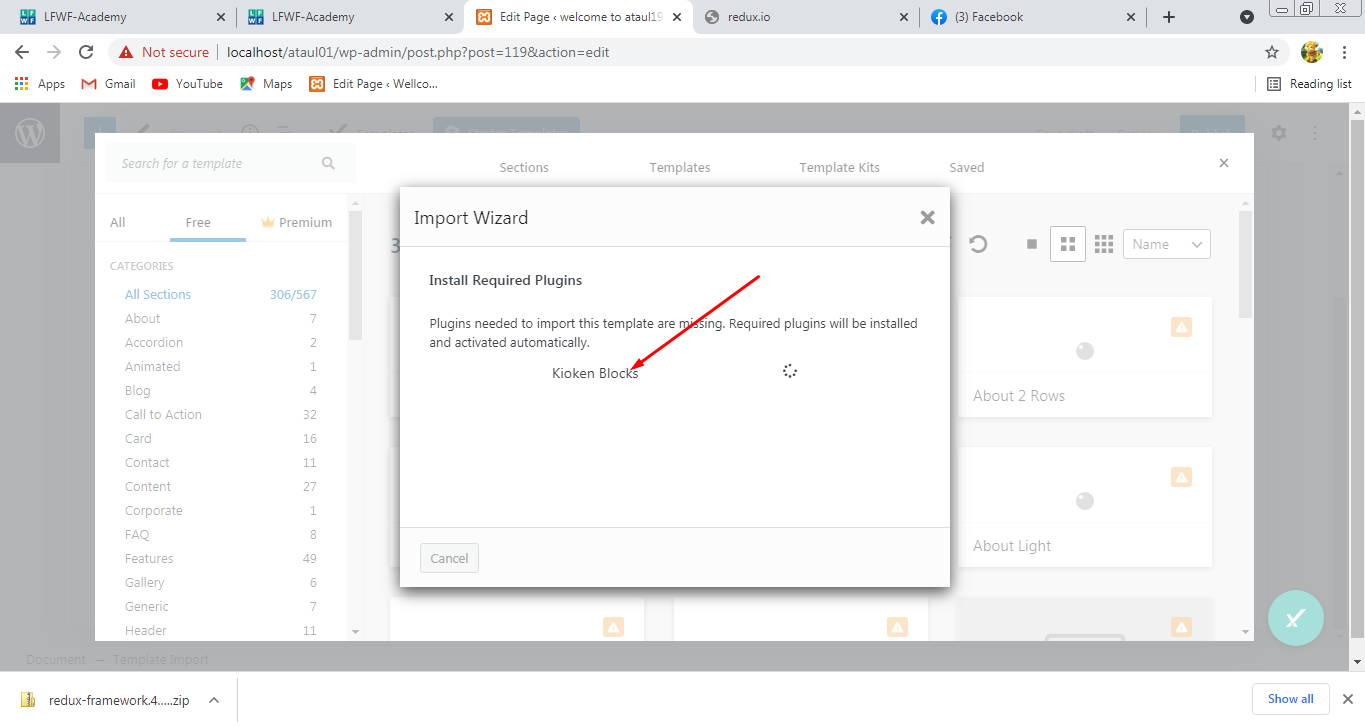 LFWF-Academy
LFWF-Academy
Edit Page ‹ welcome to ataul19
redux.io
(3) Facebook
Not secure
localhost/ataul01/wp-admin/post.php?post=119&action=edit
Apps
Gmail
YouTube
Maps
Edit Page ‹ Wellco...
Reading list
Search for a template
Sections
Templates
Template Kits
Saved
All
Free
Premium
Name
CATEGORIES
All Sections 306/567
About 7
Accordion 2
Animated 1
Blog 4
Call to Action 32
Card 16
Contact 11
Content 27
Corporate 1
FAQ 8
Features 49
Gallery 6
Generic 7
Header 11
Import Wizard
Install Required Plugins
Plugins needed to import this template are missing. Required plugins will be installed
and activated automatically.
Kioken Blocks
Cancel
About 2 Rows
About Light
Document → Template Import
redux-framework.4.....zip
Show all